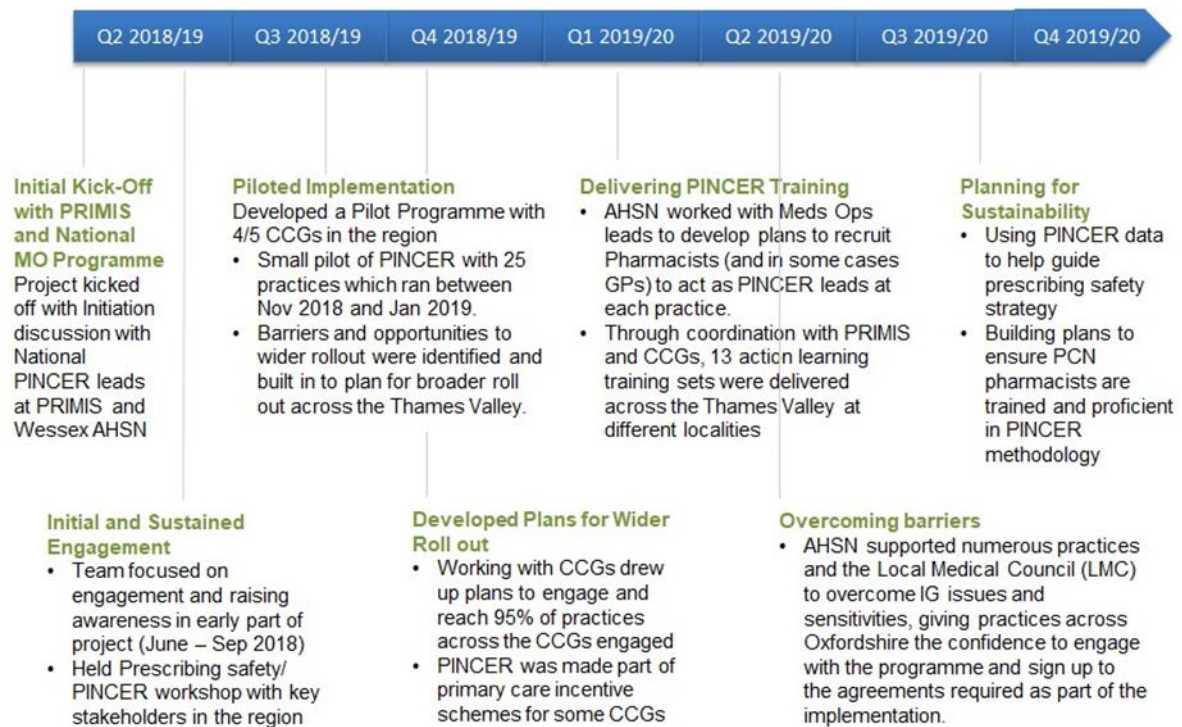 Q2 2018/19
Q3 2018/19
Q4 2018/19
Q1 2019/20
Q2 2019/20
Q3 2019/20
Q4 2019/20
Initial Kick-Off
with PRIMIS
and National
MO Programme
Project kicked
off with Initiation
discussion with
National
PINCER leads
at PRIMIS and
Wessex AHSN
Piloted Implementation
Developed a Pilot Programme with
4/5 CCGs in the region
• Small pilot of PINCER with 25
practices which ran between
Nov 2018 and Jan 2019.
• Barriers and opportunities to
wider rollout were identified and
built in to plan for broader roll
out across the Thames Valley.
Delivering PINCER Training
• AHSN worked with Meds Ops
leads to develop plans to recruit
Pharmacists (and in some cases
GPs) to act as PINCER leads at
each practice.
• Through coordination with PRIMIS
and CCGs, 13 action learning
training sets were delivered
across the Thames Valley at
different localities
Planning for
Sustainability
• Using PINCER data
to help guide
prescribing safety
strategy
• Building plans to
ensure PCN
pharmacists are
trained and proficient
in PINCER
methodology
Initial and Sustained
Engagement
• Team focused on
engagement and raising
awareness in early part of
project (June – Sep 2018)
• Held Prescribing safety/
PINCER workshop with key
stakeholders in the region
Developed Plans for Wider
Roll out
• Working with CCGs drew
up plans to engage and
reach 95% of practices
across the CCGs engaged
• PINCER was made part of
primary care incentive
schemes for some CCGs
Overcoming barriers
• AHSN supported numerous practices
and the Local Medical Council (LMC)
to overcome IG issues and
sensitivities, giving practices across
Oxfordshire the confidence to engage
with the programme and sign up to
the agreements required as part of the
implementation.